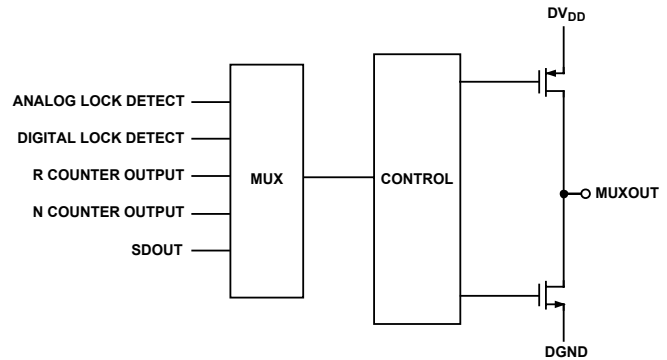 DVDD
ANALOG LOCK DETECT
DIGITAL LOCK DETECT
R COUNTER OUTPUT
N COUNTER OUTPUT
SDOUT
MUX
CONTROL
MUXOUT
DGND